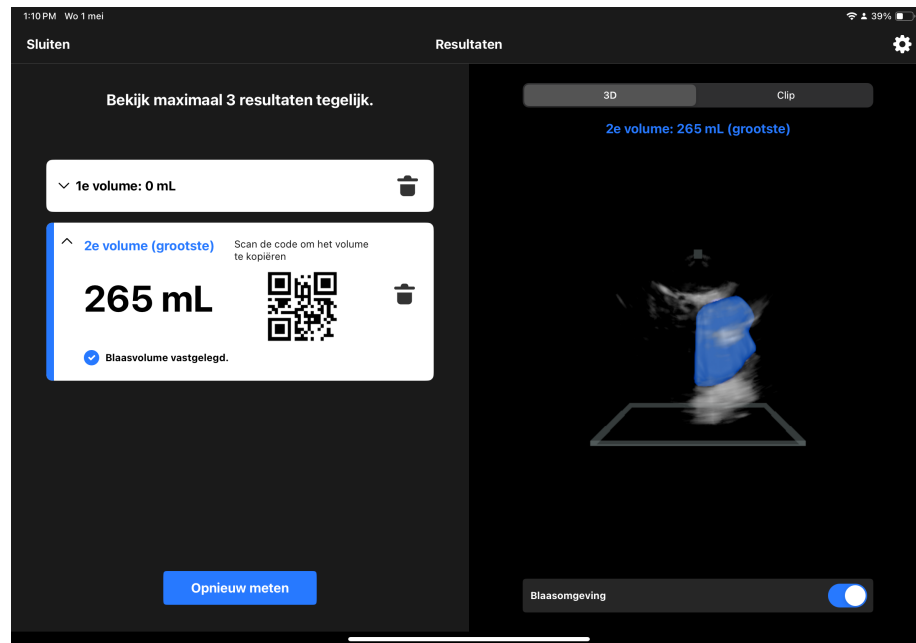 1:10 PM Wo 1 mei
39%
Sluiten
Resultaten
Bekijk maximaal 3 resultaten tegelijk.
1e volume: 0 mL
2e volume (grootste)
Scan de code om het volume
te kopiëren
265 mL
Blaasvolume vastgelegd.
Opnieuw meten
3D
Clip
2e volume: 265 mL (grootste)
Blaasomgeving